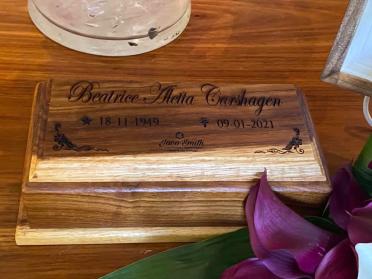 Beatrice Aletta Carshagen
★ 18-11-1949 ✝ 09-01-2021